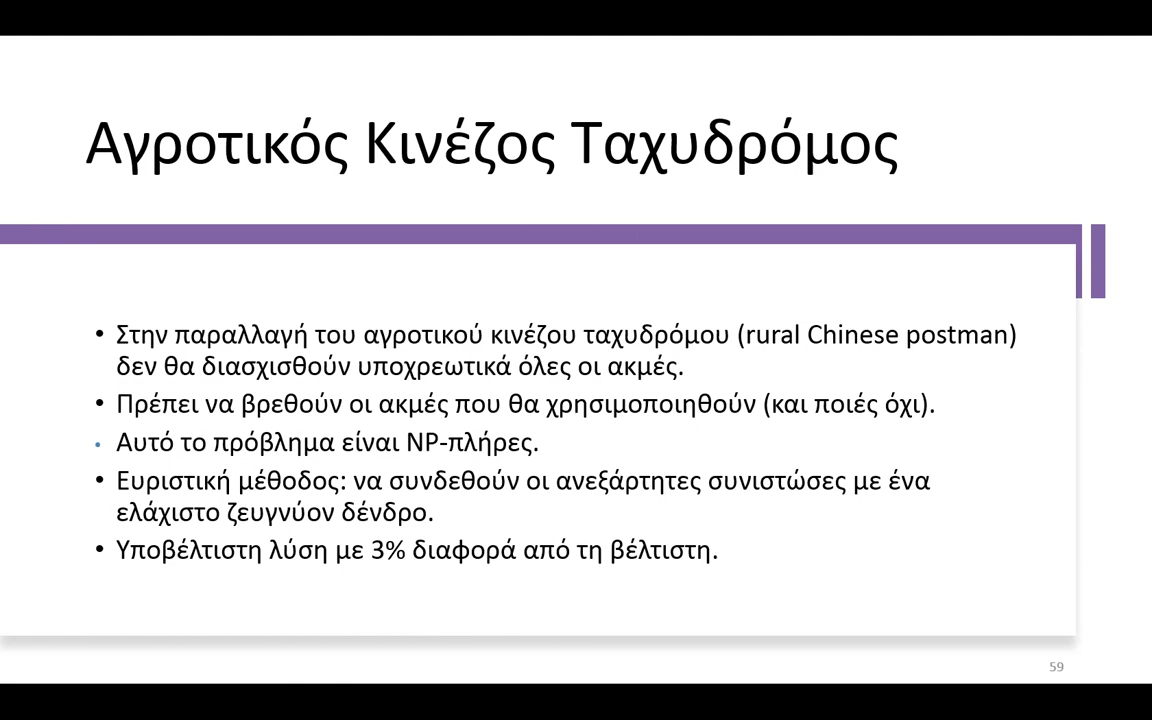 Αγροτικός Κινέζος Ταχυδρόμος
• Στην παραλλαγή του αγροτικού κινέζου ταχυδρόμου (rural Chinese postman)
δεν θα διασχισθούν υποχρεωτικά όλες οι ακμές.
• Πρέπει να βρεθούν οι ακμές που θα χρησιμοποιηθούν (και ποιές όχι).
• Αυτό το πρόβλημα είναι NP-πλήρες.
• Ευριστική μέθοδος: να συνδεθούν οι ανεξάρτητες συνιστώσες με ένα
ελάχιστο ζευγνύον δένδρο.
• Υποβέλτιστη λύση με 3% διαφορά από τη βέλτιστη.
59